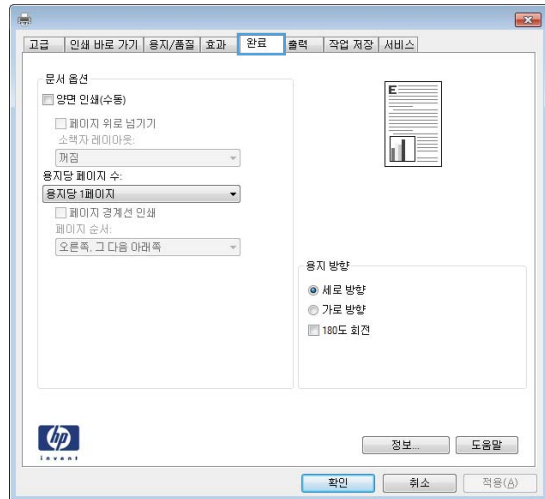 고급 인쇄 바로 가기 용지/품질 효과 완료 출력 작업 저장 서비스
문서 옵션
양면 인쇄(수동)
페이지 위로 넘기기
소책자 레이아웃:
꺼짐
용지당 페이지 수:
용지당 1페이지
페이지 경계선 인쇄
페이지 순서:
오른쪽, 그 다음 아래쪽
E
용지 방향
세로 방향
가로 방향
180도 회전
hp
invent
정보... 도움말
확인 취소 적용(A)